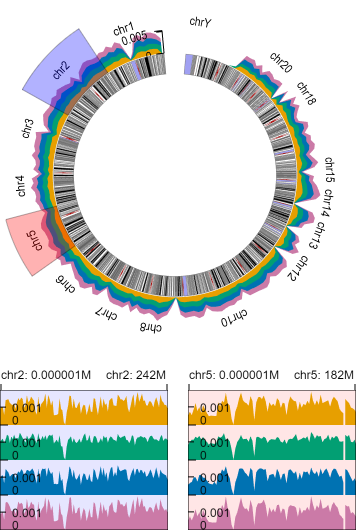 chrY
chr1
0.005
0
chr2
chr20
chr18
chr3
chr15
chr4
chr14
chr13
chr5
chr12
chr6
chr7
chr8
chr10
chr2: 0.000001M chr2: 242M chr5: 0.000001M chr5: 182M
0.001 0.001
0 0
0.001 0.001
0 0
0.001 0.001
0 0
0.001 0.001
0 0